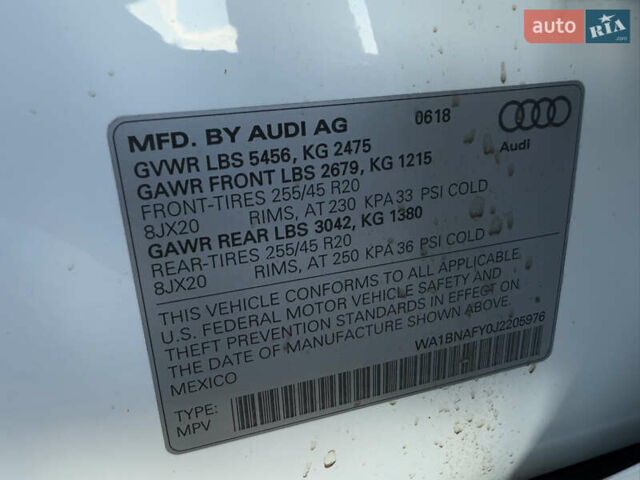 auto RIA.com
MFD. BY AUDI AG 0618
Audi
GVWR LBS 5456, KG 2475
GAWR FRONT LBS 2679, KG 1215
FRONT-TIRES 255/45 R20
8JX20 RIMS, AT 230 KPA 33 PSI COLD
GAWR REAR LBS 3042, KG 1380
REAR-TIRES 255/45 R20
8JX20 RIMS, AT 250 KPA 36 PSI COLD
THIS VEHICLE CONFORMS TO ALL APPLICABLE
U.S. FEDERAL MOTOR VEHICLE SAFETY AND
THEFT PREVENTION STANDARDS IN EFFECT ON
THE DATE OF MANUFACTURE SHOWN ABOVE.
MEXICO WA1BNAFY0J2205976
TYPE:
MPV